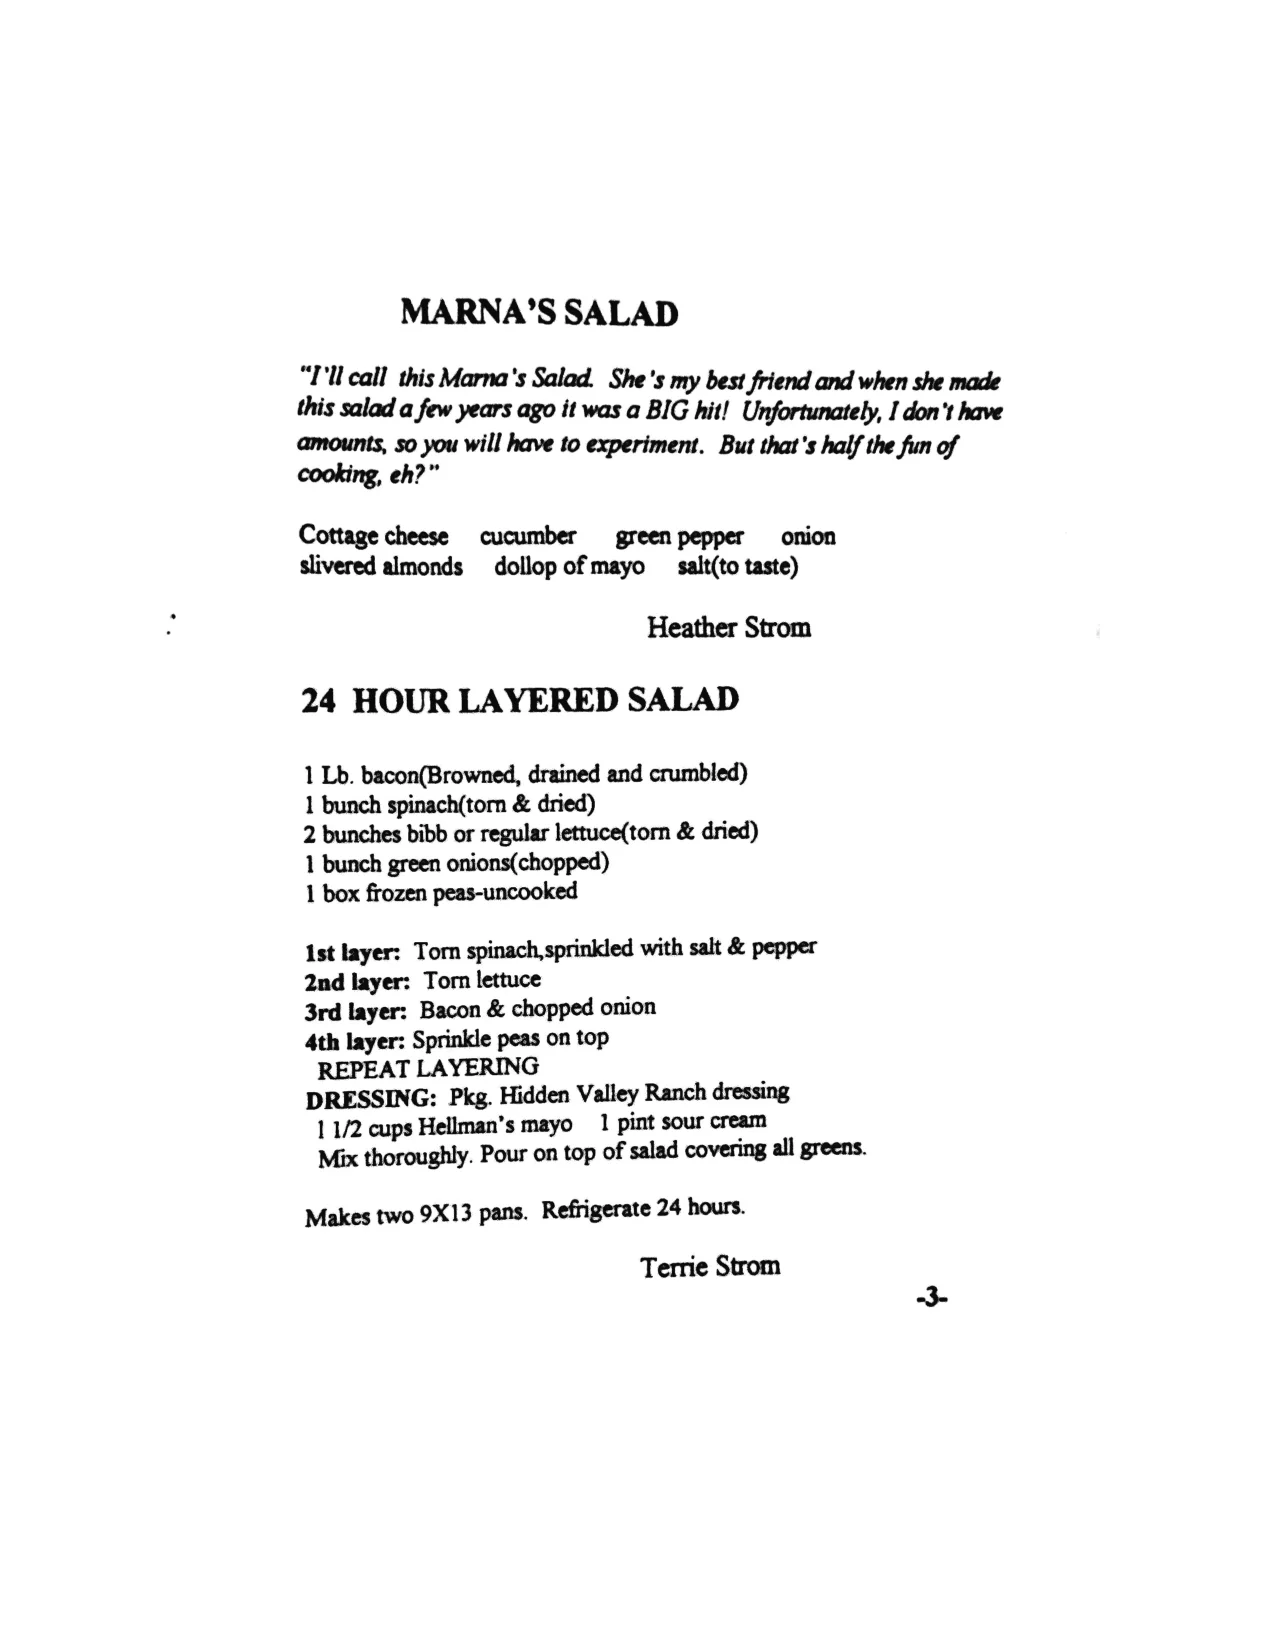 MARNA'S SALAD
"I'll call this Marna's Salad. She's my best friend and when she made
this salad a few years ago it was a BIG hit! Unfortunately, I don't have
amounts, so you will have to experiment. But that's half the fun of
cooking, eh?"
Cottage cheese cucumber green pepper onion
slivered almonds dollop of mayo salt(to taste)
Heather Strom
24 HOUR LAYERED SALAD
1 Lb. bacon(Browned, drained and crumbled)
1 bunch spinach(torn & dried)
2 bunches bibb or regular lettuce(torn & dried)
1 bunch green onions(chopped)
1 box frozen peas-uncooked
1st layer: Torn spinach,sprinkled with salt & pepper
2nd layer: Torn lettuce
3rd layer: Bacon & chopped onion
4th layer: Sprinkle peas on top
REPEAT LAYERING
DRESSING: Pkg. Hidden Valley Ranch dressing
1 1/2 cups Hellman's mayo 1 pint sour cream
Mix thoroughly. Pour on top of salad covering all greens.
Makes two 9X13 pans. Refrigerate 24 hours.
Terrie Strom
-3-